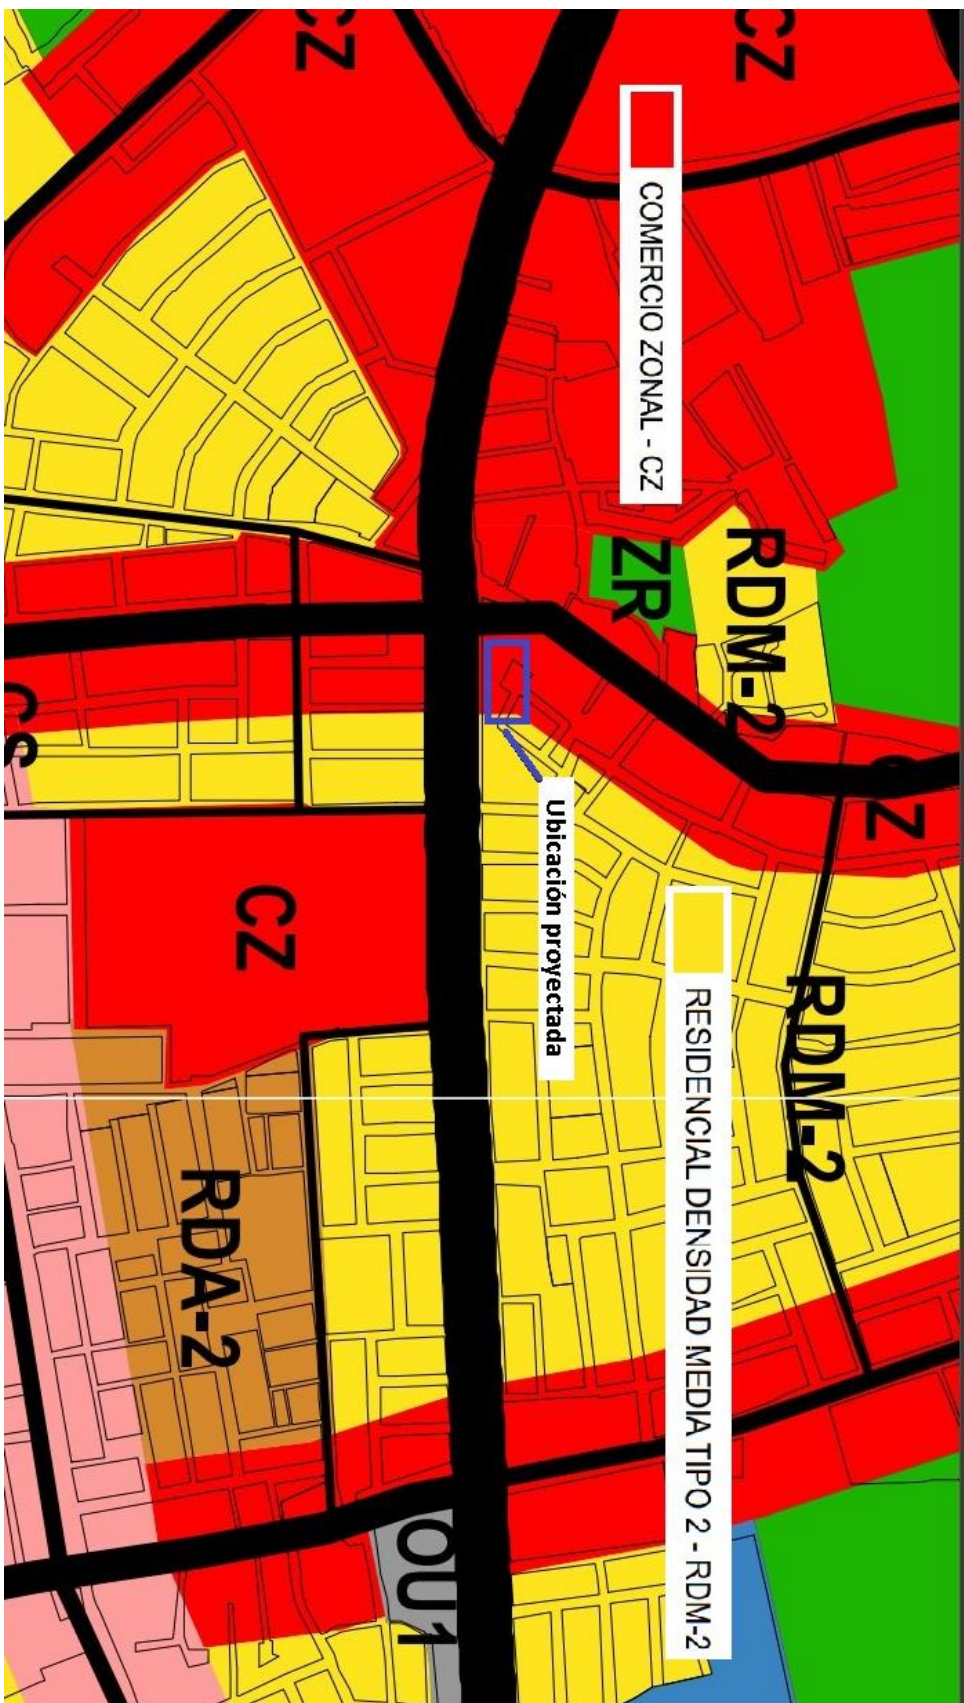 CZ
RDM-2
CZ
RDM-2
RESIDENCIAL DENSIDAD MEDIA TIPO 2 - RDM-2
COMERCIO ZONAL - CZ
ZR
Ubicación proyectada
OU1
CZ
CZ
RDA-2
CS